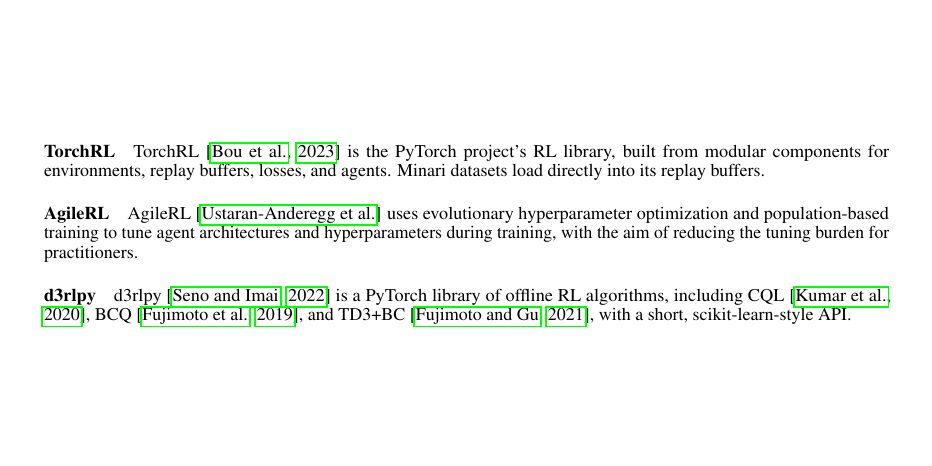 TorchRL TorchRL [Bou et al., 2023] is the PyTorch project's RL library, built from modular components for
environments, replay buffers, losses, and agents. Minari datasets load directly into its replay buffers.
AgileRL AgileRL [Ustaran-Anderegg et al.] uses evolutionary hyperparameter optimization and population-based
training to tune agent architectures and hyperparameters during training, with the aim of reducing the tuning burden for
practitioners.
d3rlpy d3rlpy [Seno and Imai, 2022] is a PyTorch library of offline RL algorithms, including CQL [Kumar et al.,
2020], BCQ [Fujimoto et al., 2019], and TD3+BC [Fujimoto and Gu, 2021], with a short, scikit-learn-style API.